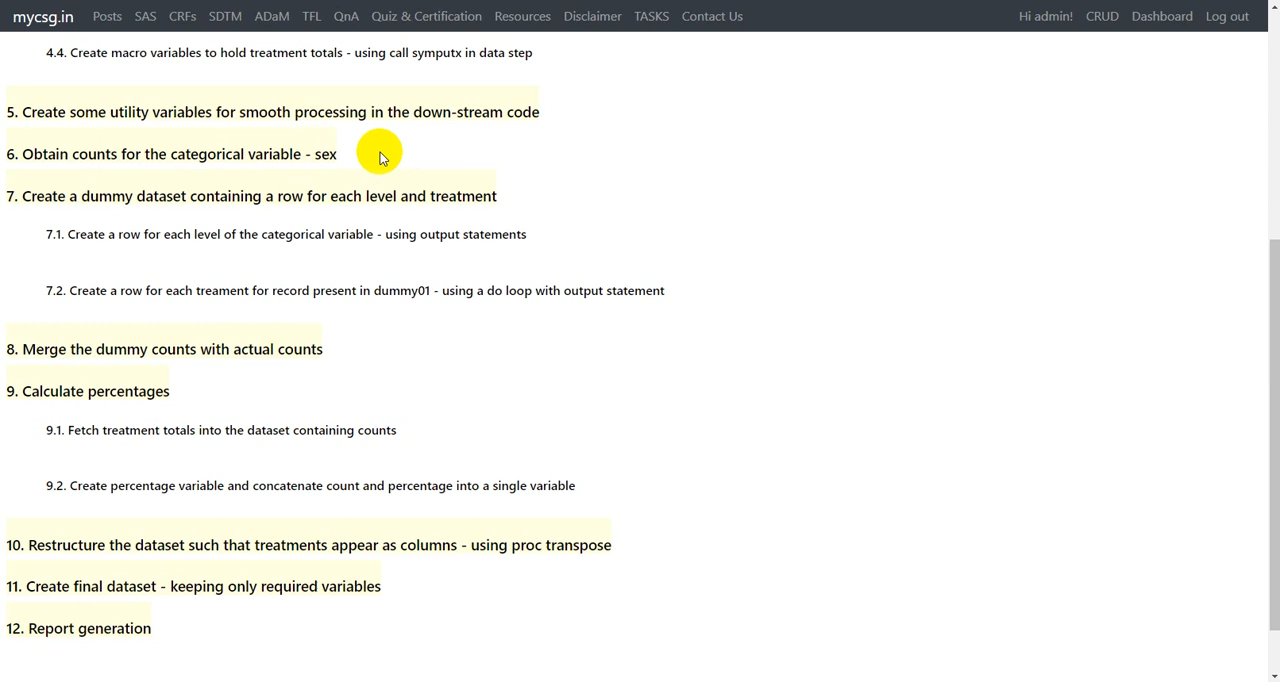 mycsg.in Posts SAS CRFs SDTM ADaM TFL QnA Quiz & Certification Resources Disclaimer TASKS Contact Us Hi admin! CRUD Dashboard Log out
4.4. Create macro variables to hold treatment totals - using call symputx in data step
5. Create some utility variables for smooth processing in the down-stream code
6. Obtain counts for the categorical variable - sex
7. Create a dummy dataset containing a row for each level and treatment
7.1. Create a row for each level of the categorical variable - using output statements
7.2. Create a row for each treament for record present in dummy01 - using a do loop with output statement
8. Merge the dummy counts with actual counts
9. Calculate percentages
9.1. Fetch treatment totals into the dataset containing counts
9.2. Create percentage variable and concatenate count and percentage into a single variable
10. Restructure the dataset such that treatments appear as columns - using proc transpose
11. Create final dataset - keeping only required variables
12. Report generation